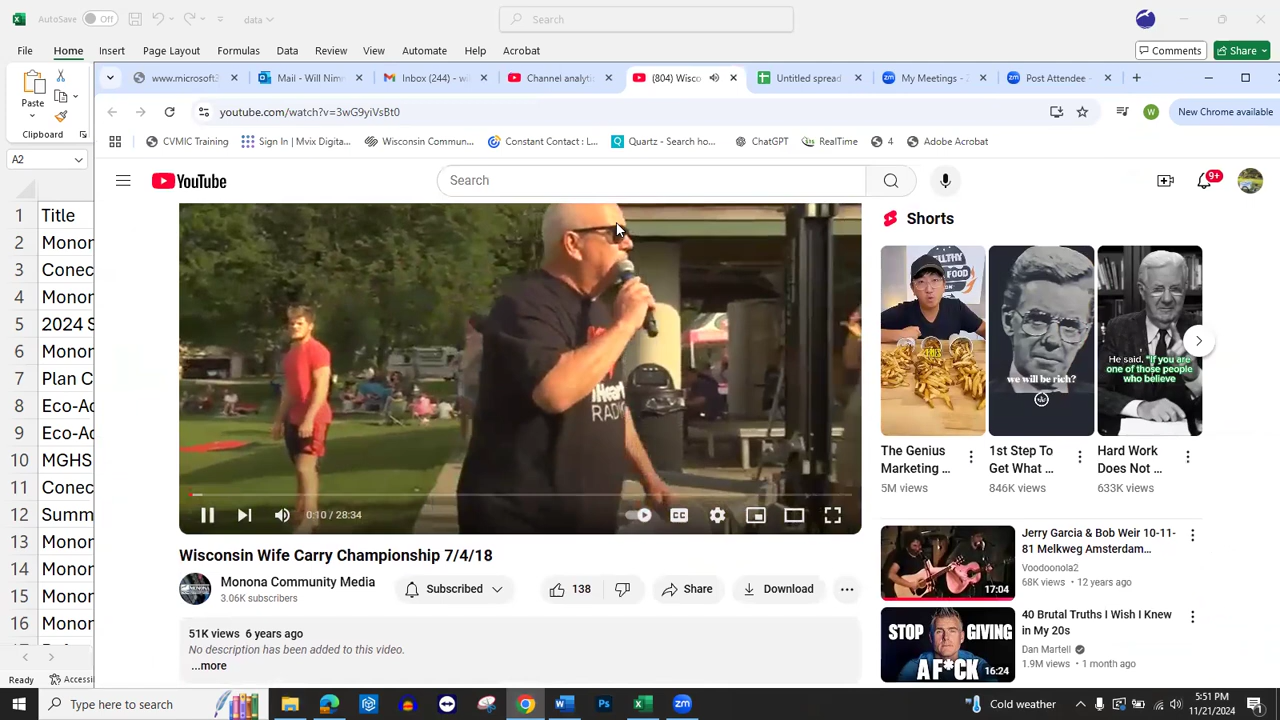 AutoSave Off data Search
File Home Insert Page Layout Formulas Data Review View Automate Help Acrobat Comments Share
www.microsoft3 Mail - Will Nimm Inbox (244) - wil Channel analyti (804) Wisco Untitled spread My Meetings - Z Post Attendee -
Paste
Clipboard
youtube.com/watch?v=3wG9yiVsBt0 W New Chrome available
CVMIC Training Sign In | Mvix Digita... Wisconsin Commun... Constant Contact : L... Quartz - Search ho... ChatGPT RealTime 4 Adobe Acrobat
A2
YouTube Search 9+
1 Title
2 Monor
3 Conec
4 Monor
5 2024 S
6 Monor
7 Plan C
8 Eco-Ac
9 Eco-Ac
10 MGHS
11 Conec
12 Summ
13 Monor
14 Monor
15 Monor
16 Monor
iHeart
RADIO
0:10 / 28:34 CC
Wisconsin Wife Carry Championship 7/4/18
Monona Community Media
3.06K subscribers
Subscribed 138 Share Download
51K views 6 years ago
No description has been added to this video.
...more
Shorts
we will be rich?
He said, "If you are
one of those people
who believe
The Genius
Marketing ...
5M views
1st Step To
Get What ...
846K views
Hard Work
Does Not ...
633K views
17:04
Jerry Garcia & Bob Weir 10-11-
81 Melkweg Amsterdam...
Voodoonola2
68K views • 12 years ago
STOP GIVING
A F*CK
16:24
40 Brutal Truths I Wish I Knew
in My 20s
Dan Martell
1.9M views • 1 month ago
Ready Accessi
Type here to search Cold weather 5:51 PM
11/21/2024